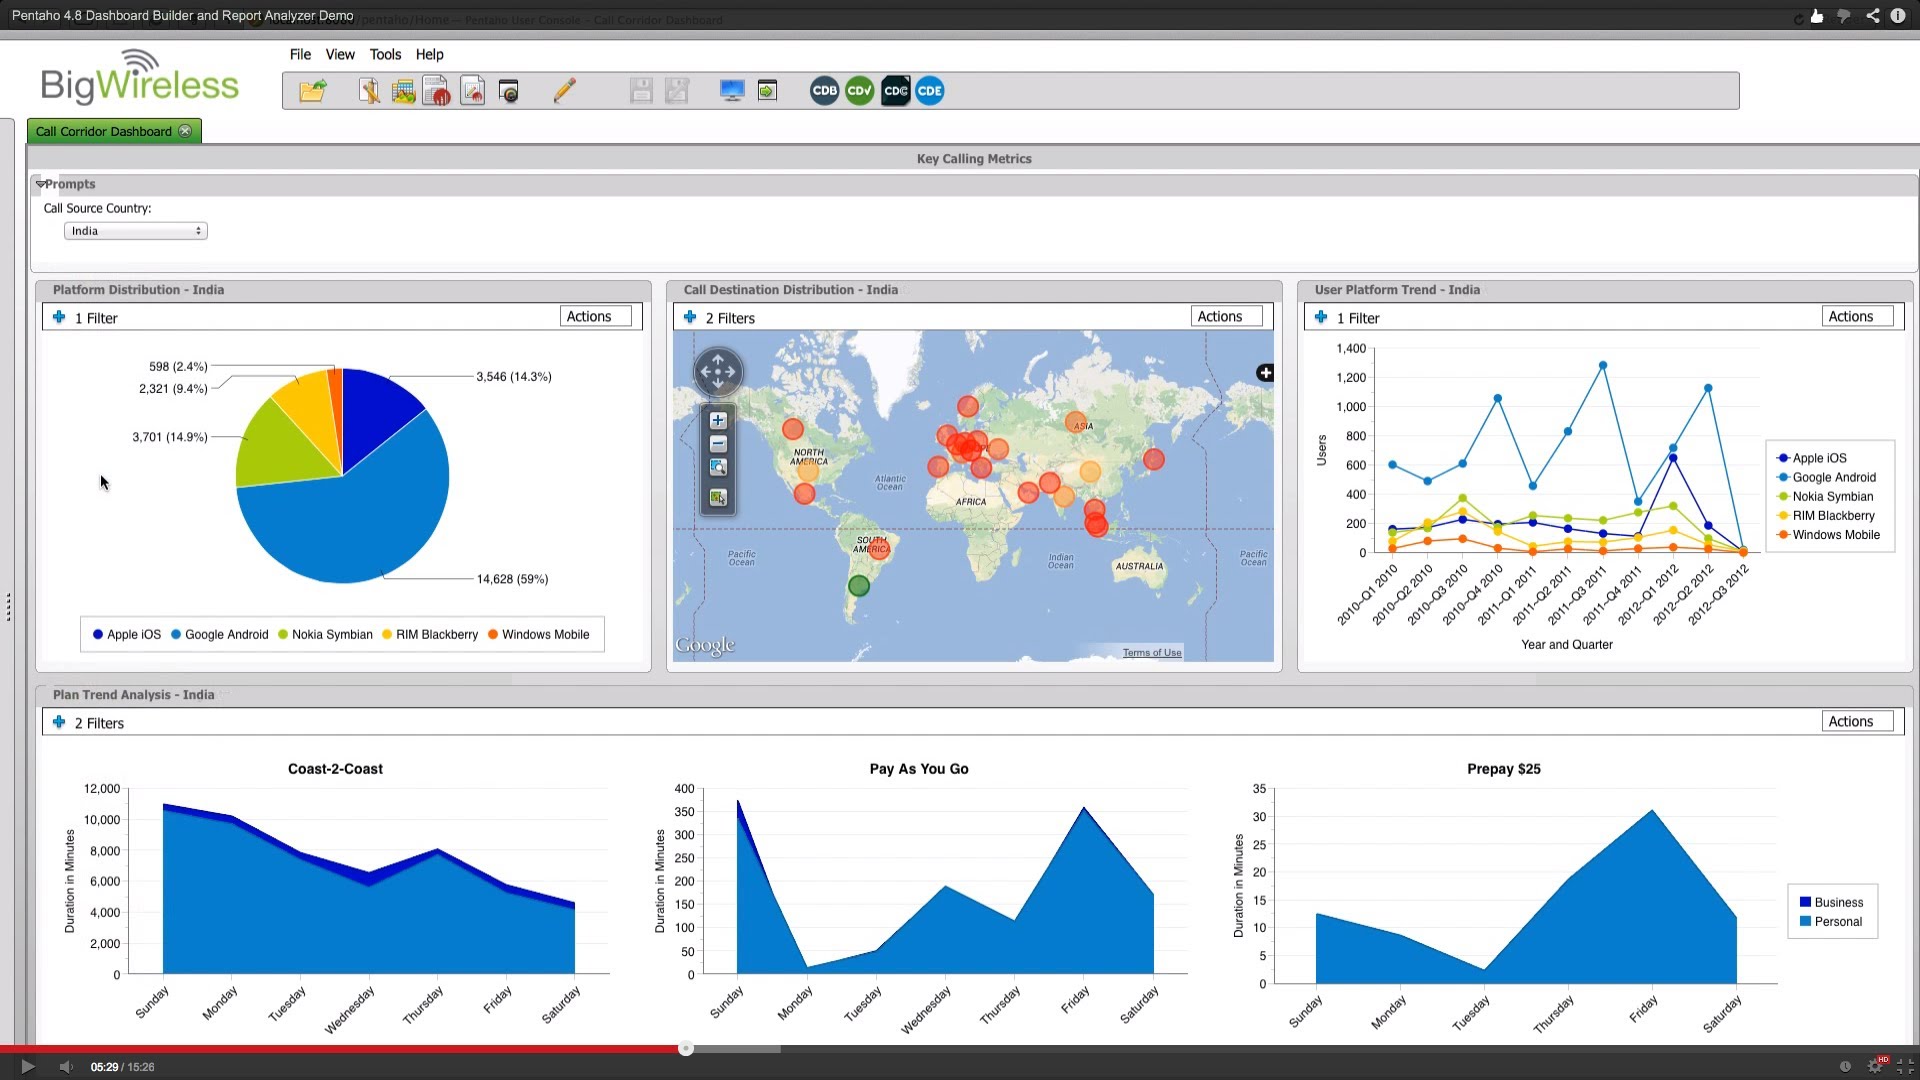 Pentaho 4.8 Dashboard Builder and Report Analyzer Demo
/pentaho/Home — Pentaho User Console - Call Corridor Dashboard
BigWireless
File View Tools Help
CDB CDV CDC CDE
Call Corridor Dashboard
Key Calling Metrics
Prompts
Call Source Country:
India
Platform Distribution - India
1 Filter
Actions
598 (2.4%)
2,321 (9.4%)
3,546 (14.3%)
3,701 (14.9%)
14,628 (59%)
Apple iOS Google Android Nokia Symbian RIM Blackberry Windows Mobile
Call Destination Distribution - India
2 Filters
Actions
ASIA
NORTH
AMERICA
Atlantic
Ocean
AFRICA
SOUTH
AMERICA
Pacific
Ocean
Indian
Ocean
AUSTRALIA
Pacific
Ocean
Google
Terms of Use
User Platform Trend - India
1 Filter
Actions
1,400
1,200
1,000
800
600
400
200
0
Users
2010~Q1 2010
2010~Q2 2010
2010~Q3 2010
2010~Q4 2010
2011~Q1 2011
2011~Q2 2011
2011~Q3 2011
2011~Q4 2011
2012~Q1 2012
2012~Q2 2012
2012~Q3 2012
Year and Quarter
Apple iOS
Google Android
Nokia Symbian
RIM Blackberry
Windows Mobile
Plan Trend Analysis - India
2 Filters
Actions
Coast-2-Coast
12,000
10,000
8,000
6,000
4,000
2,000
0
Duration in Minutes
Sunday
Monday
Tuesday
Wednesday
Thursday
Friday
Saturday
Pay As You Go
400
350
300
250
200
150
100
50
0
Duration in Minutes
Sunday
Monday
Tuesday
Wednesday
Thursday
Friday
Saturday
Prepay $25
35
30
25
20
15
10
5
0
Duration in Minutes
Sunday
Monday
Tuesday
Thursday
Friday
Saturday
Business
Personal
05:29 / 15:26
HD